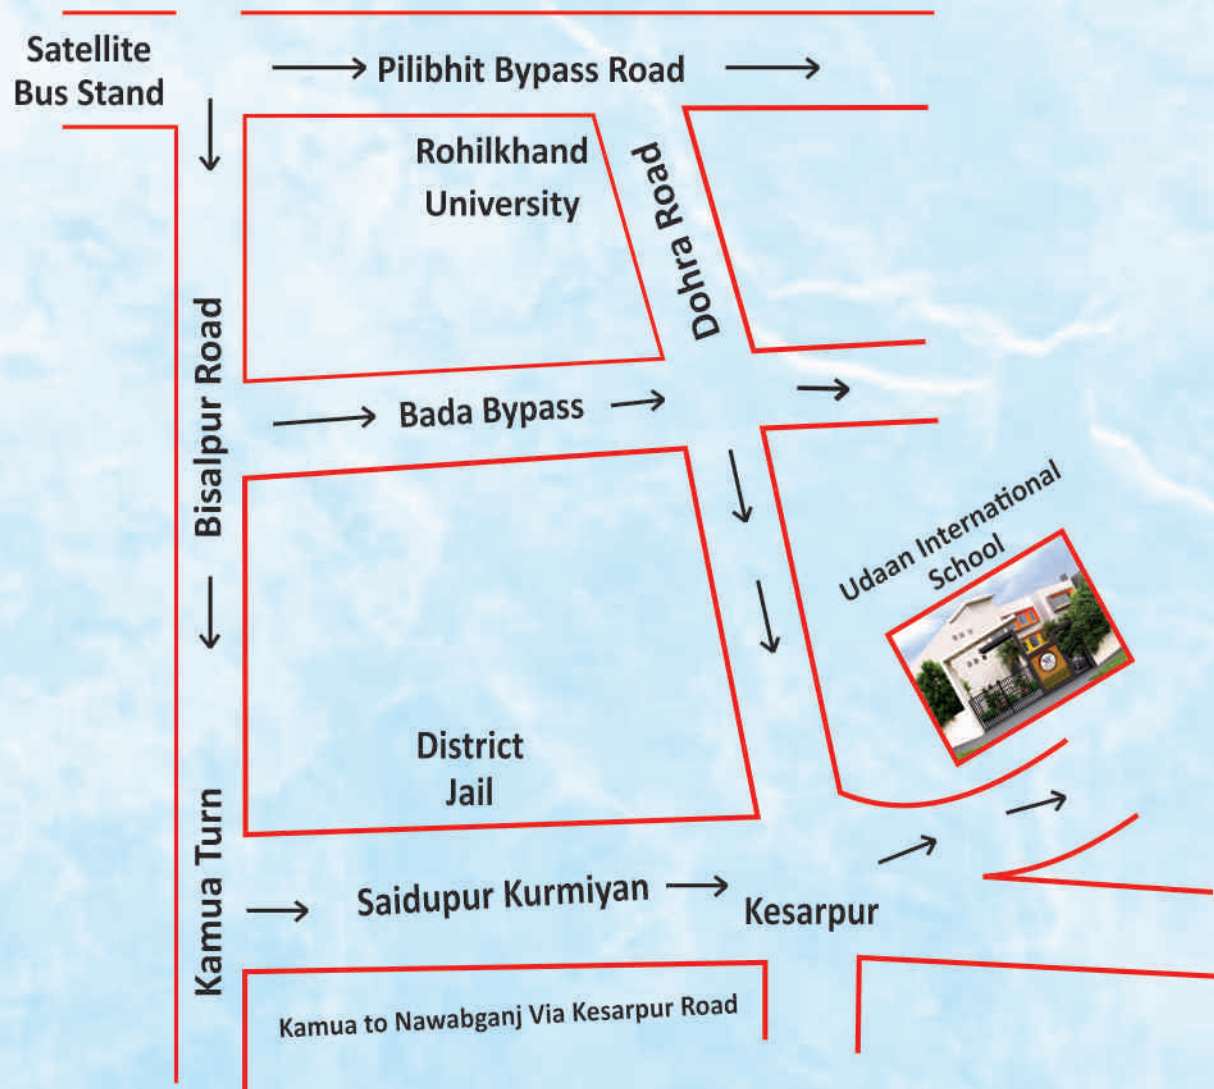 Satellite
Bus Stand
Pilibhit Bypass Road
Rohilkhand
University
Dohra Road
Bisalpur Road
Bada Bypass
Udaan International
School
District
Jail
Kamua Turn
Saidupur Kurmiyan
Kesarpur
Kamua to Nawabganj Via Kesarpur Road